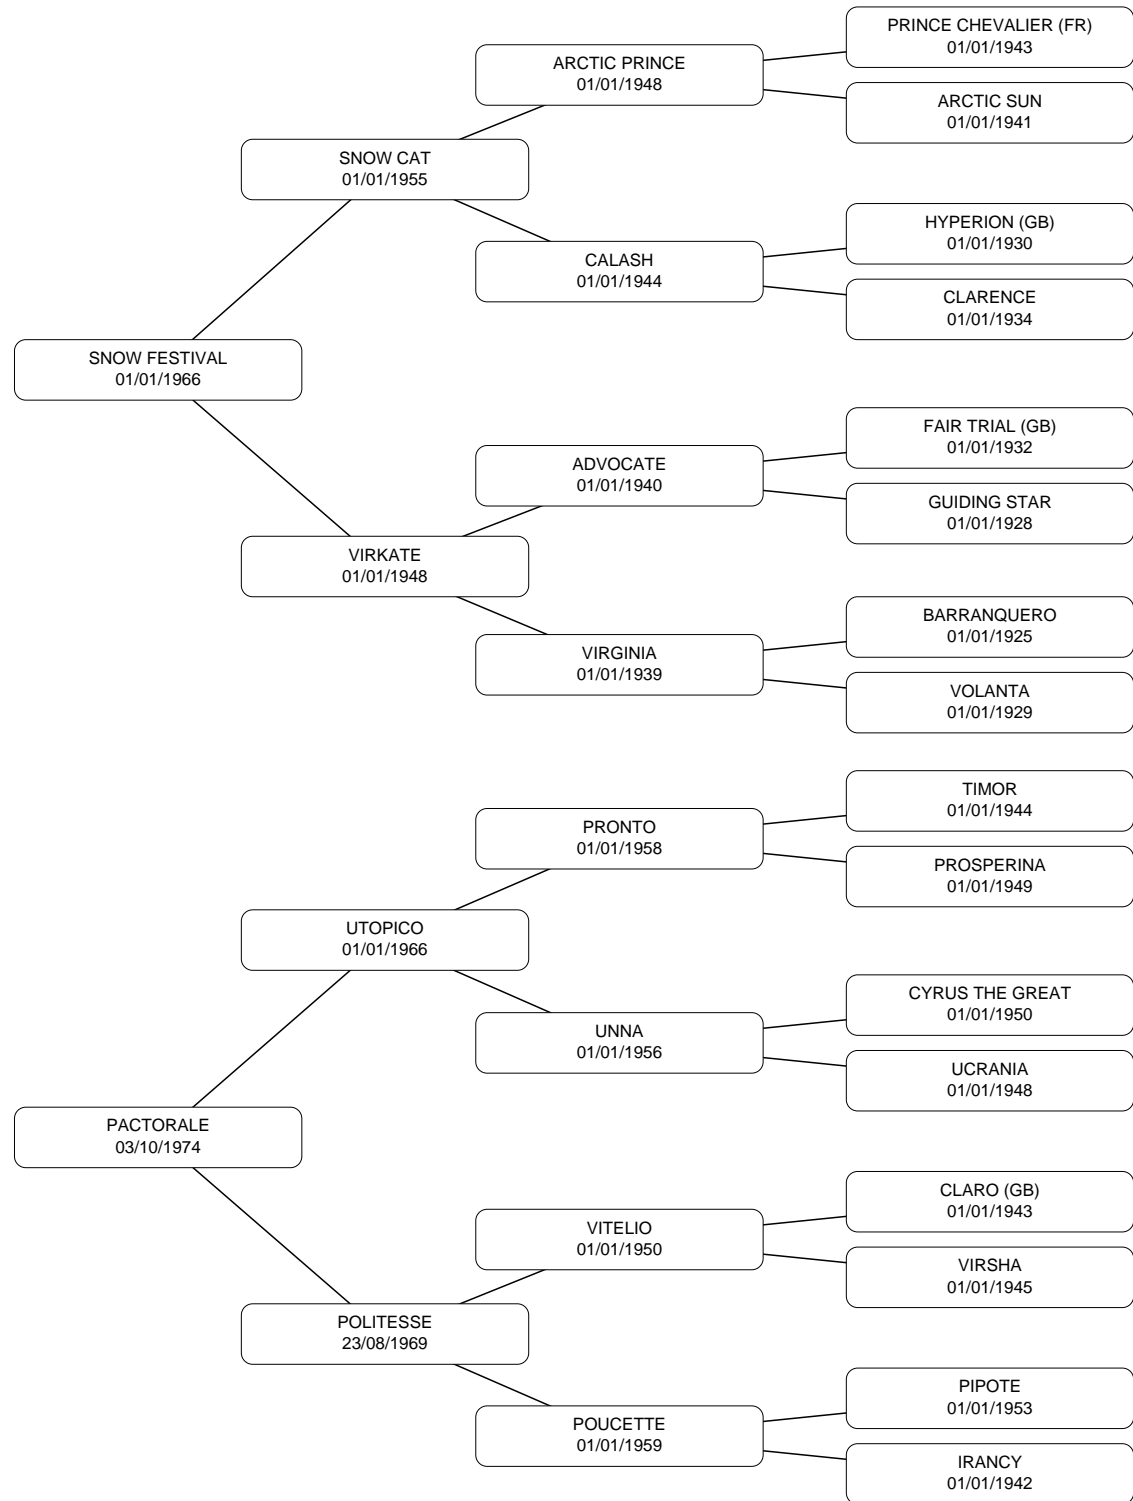 PRINCE CHEVALIER (FR)
01/01/1943
ARCTIC PRINCE
01/01/1948
ARCTIC SUN
01/01/1941
SNOW CAT
01/01/1955
HYPERION (GB)
01/01/1930
CALASH
01/01/1944
CLARENCE
01/01/1934
SNOW FESTIVAL
01/01/1966
FAIR TRIAL (GB)
01/01/1932
ADVOCATE
01/01/1940
GUIDING STAR
01/01/1928
VIRKATE
01/01/1948
BARRANQUERO
01/01/1925
VIRGINIA
01/01/1939
VOLANTA
01/01/1929
TIMOR
01/01/1944
PRONTO
01/01/1958
PROSPERINA
01/01/1949
UTOPICO
01/01/1966
CYRUS THE GREAT
01/01/1950
UNNA
01/01/1956
UCRANIA
01/01/1948
PACTORALE
03/10/1974
CLARO (GB)
01/01/1943
VITELIO
01/01/1950
VIRSHA
01/01/1945
POLITESSE
23/08/1969
PIPOTE
01/01/1953
POUCETTE
01/01/1959
IRANCY
01/01/1942